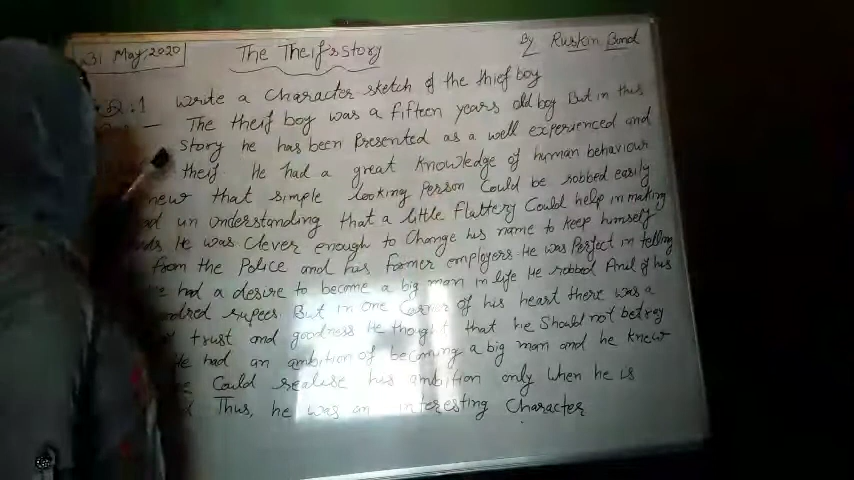 31 May, 2020
The Theif's story
By Ruskin Bond
Q.1 Write a character sketch of the thief boy
The theif boy was a fifteen years old boy But in this
story he has been Presented as a well experienced and
theif. He had a great knowledge of human behaviour
new that simple looking Person could be robbed easily
un understanding that a little flattery could help in making
He was clever enough to change his name to keep himself
from the Police and his former employers. He was Perfect in telling
had a desire to become a big man in life He robbed Anil of his
rupees. But in one corner of his heart there was a
trust and goodness He thought that he should not betray
He had an ambition of becoming a big man and he knew
could realise his ambition only when he is
Thus, he was an interesting character